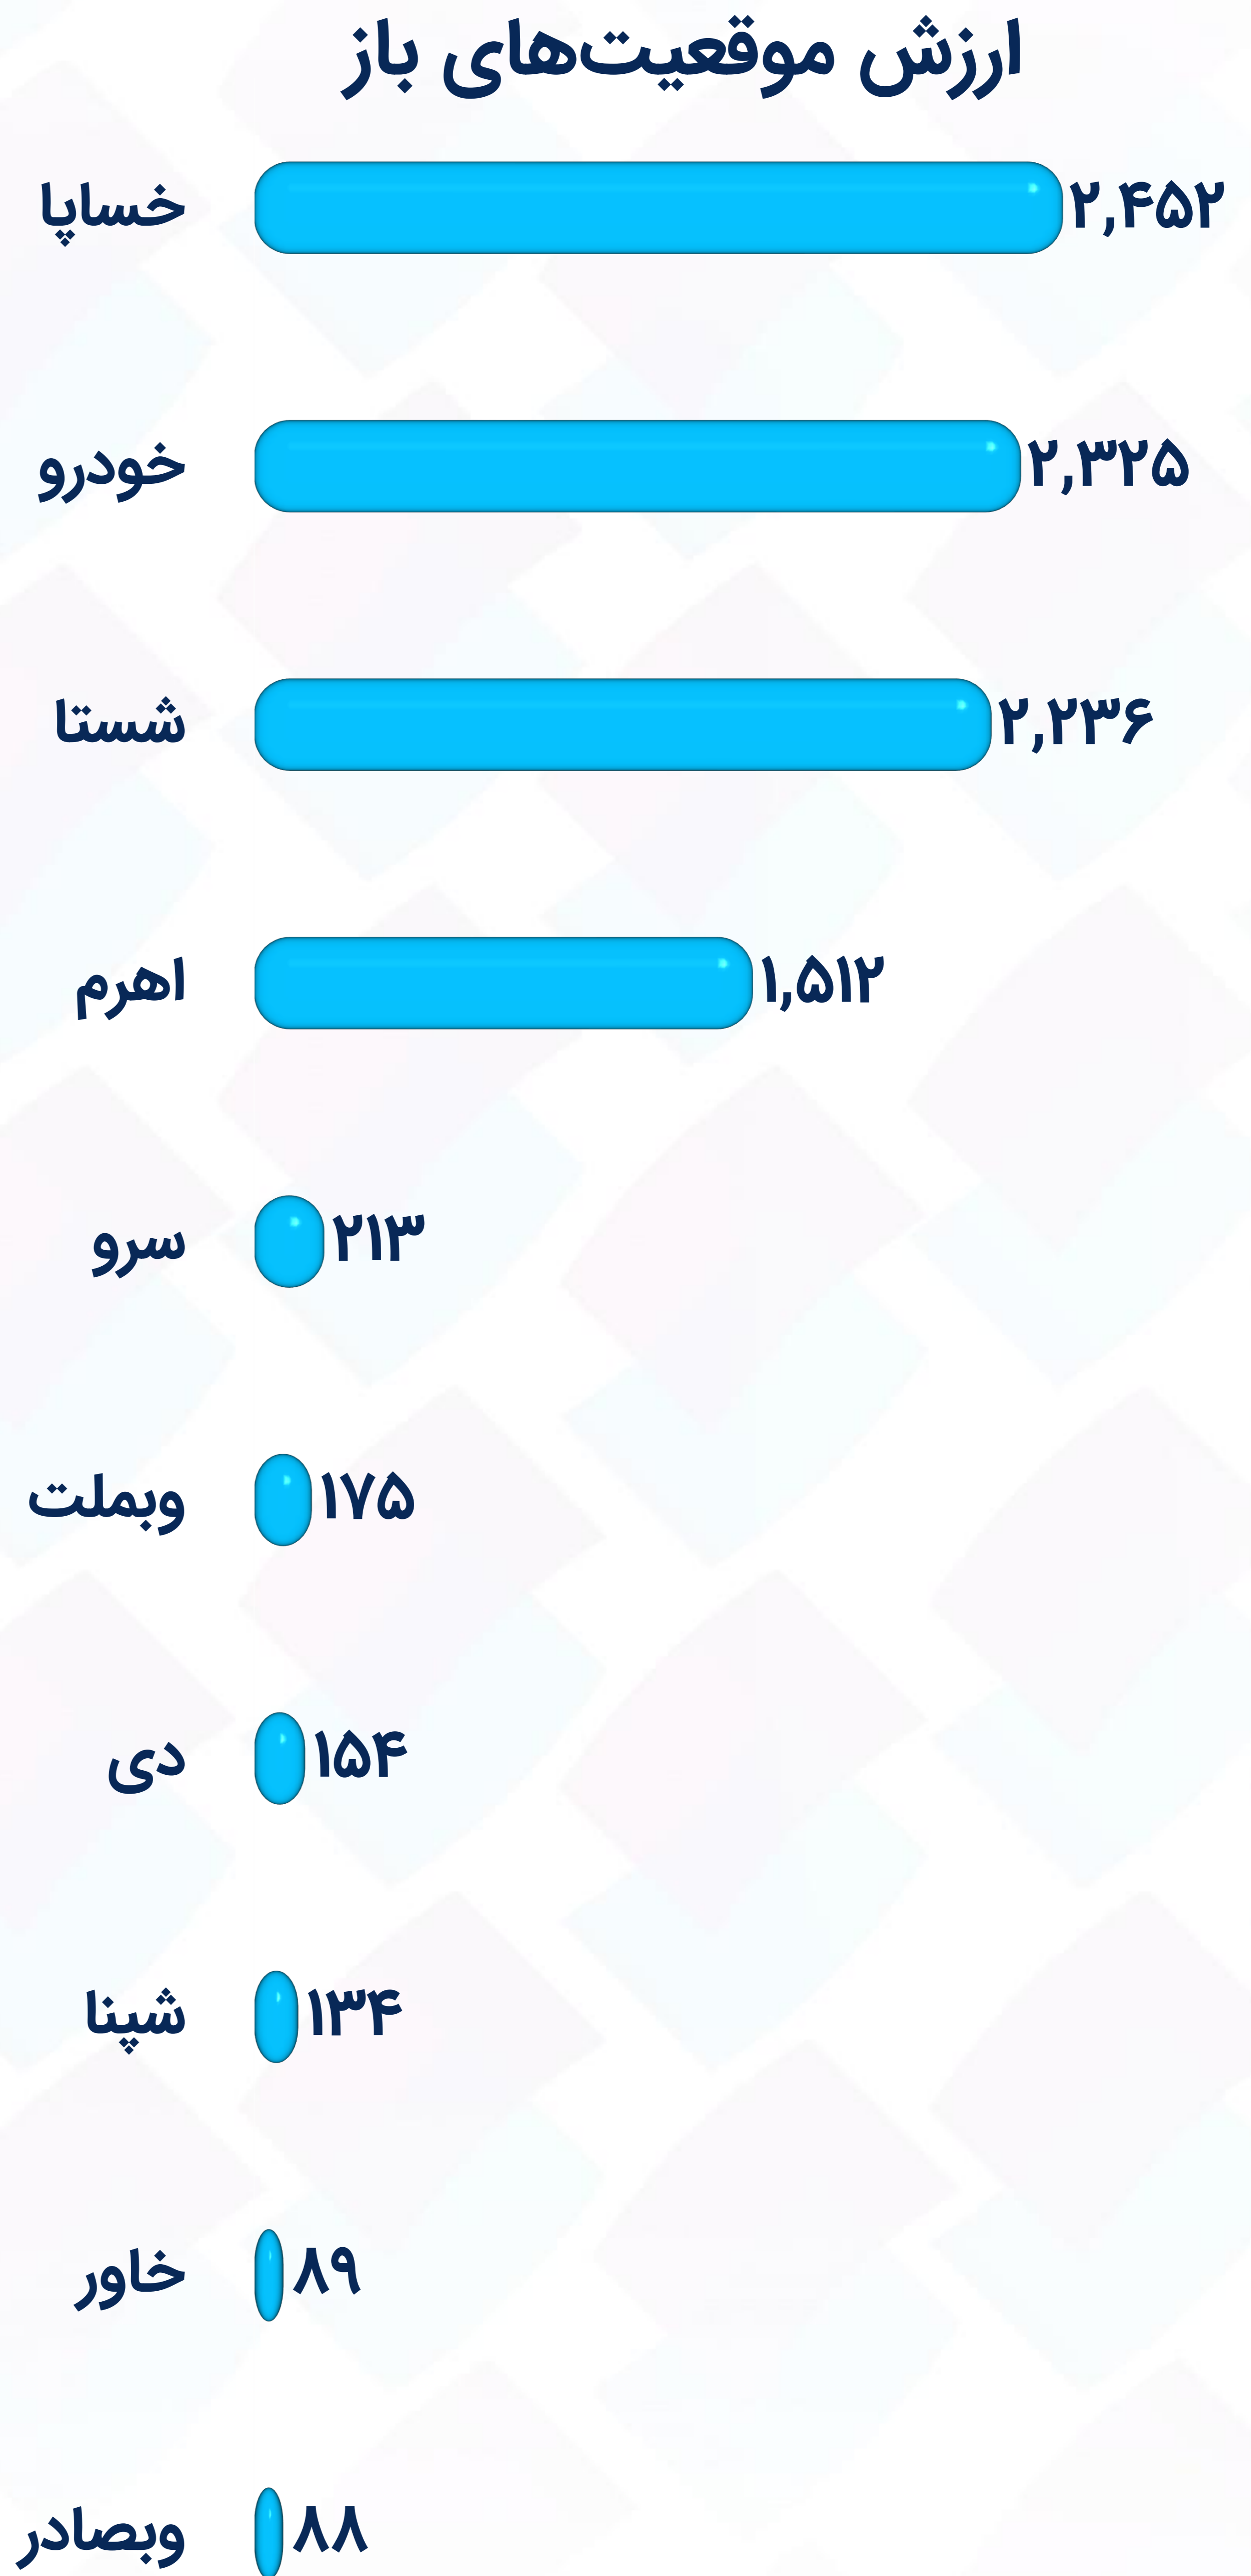 ارزش موقعیت‌های باز
خساپا ۲,۴۵۲
خودرو ۲,۳۲۵
شستا ۲,۲۳۶
اهرم ۱,۵۱۲
سرو ۲۱۳
وبملت ۱۷۵
دی ۱۵۴
شپنا ۱۳۴
خاور ۸۹
وبصادر ۸۸